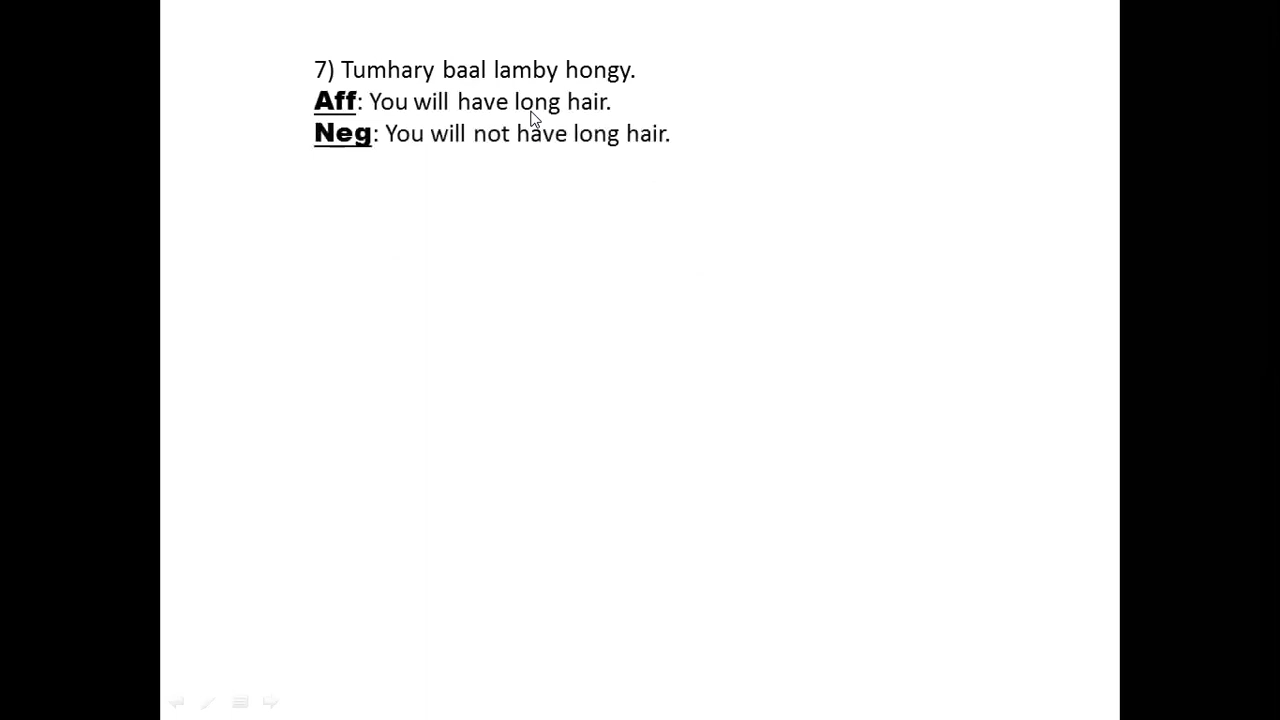 7) Tumhary baal lamby hongy.
Aff: You will have long hair.
Neg: You will not have long hair.